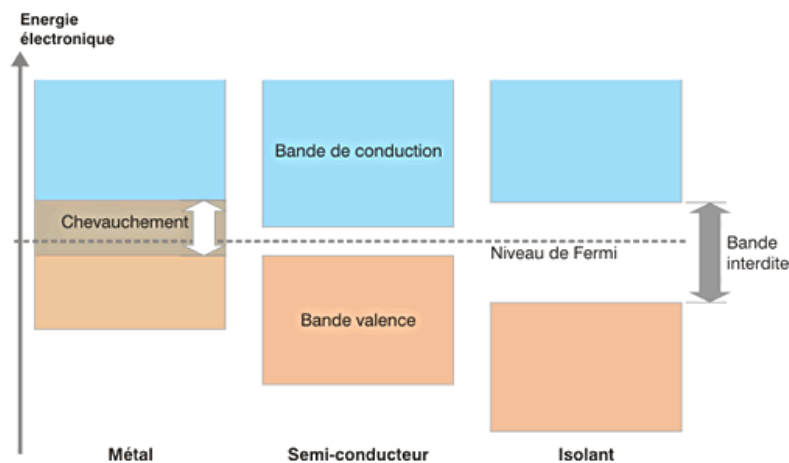 Energie
électronique
Bande de conduction
Chevauchement
Niveau de Fermi
Bande
interdite
Bande valence
Métal
Semi-conducteur
Isolant